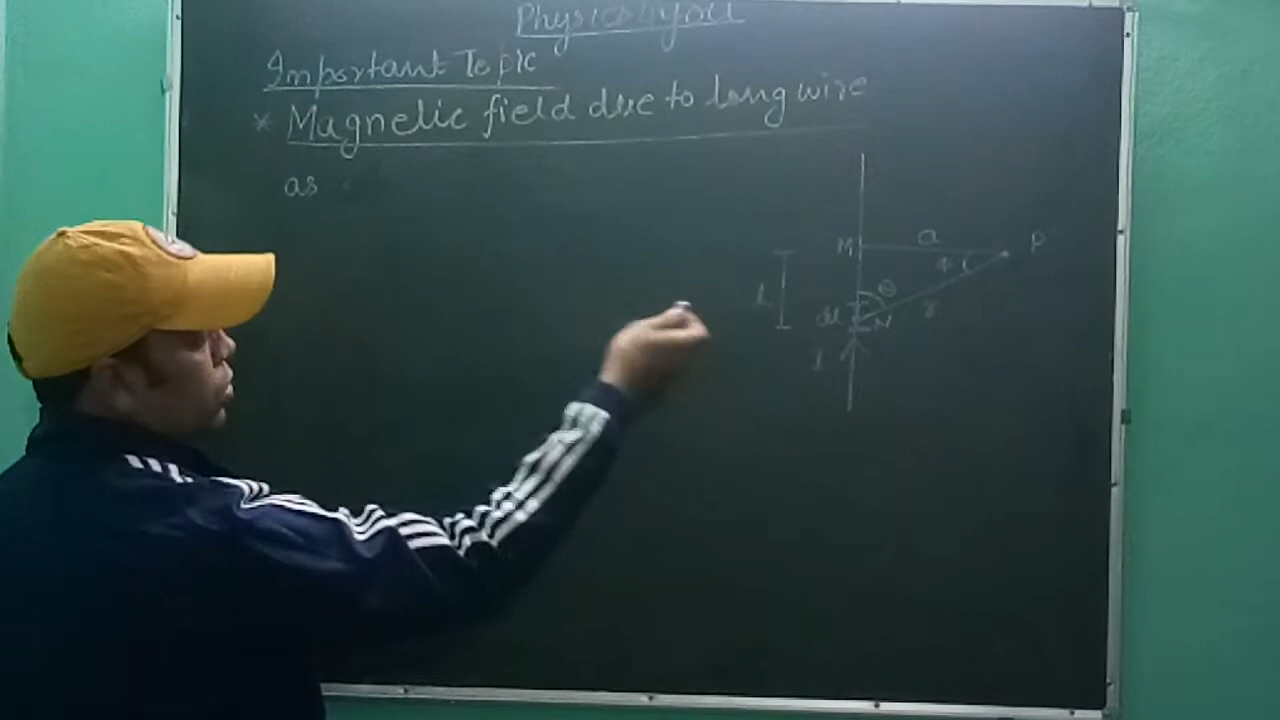 Physics4you
Important Topic
* Magnetic field due to long wire
as
M a P
φ
l θ
dl N r
I